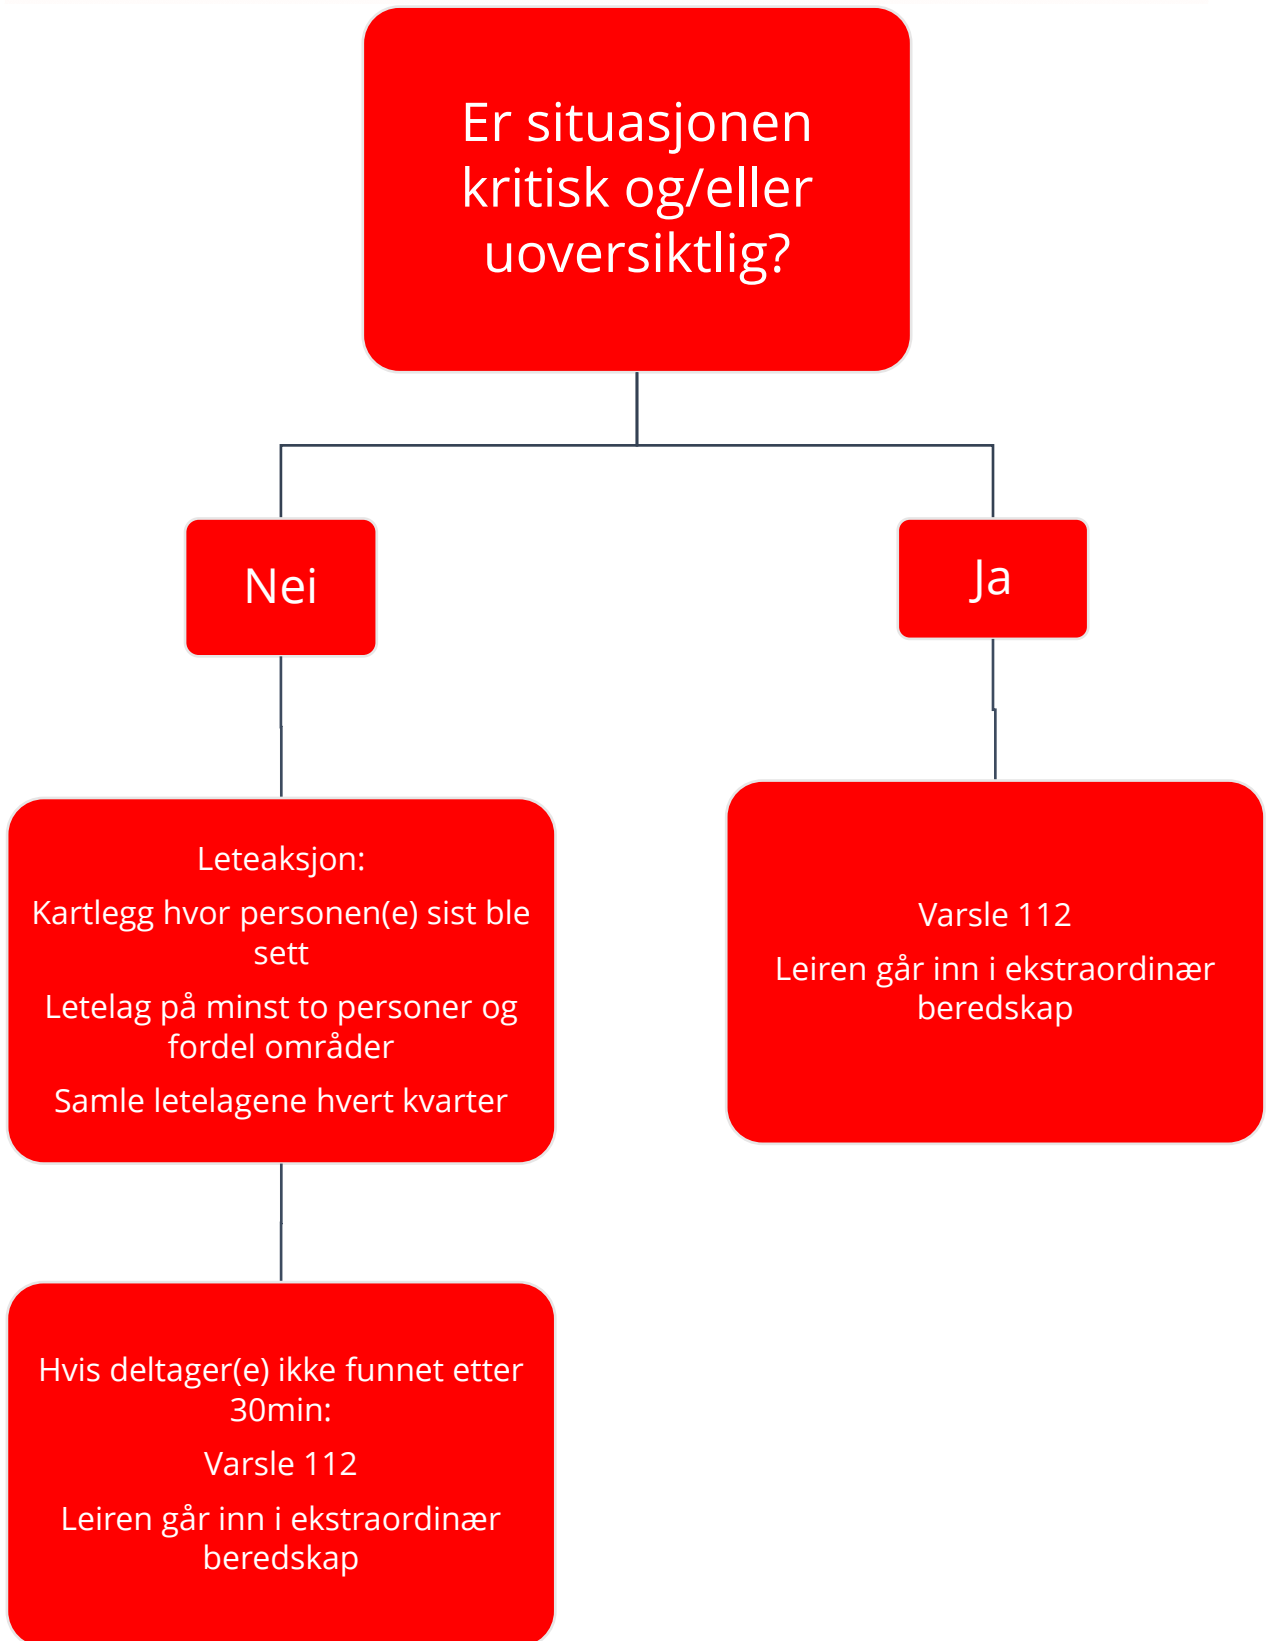 Er situasjonen
kritisk og/eller
uoversiktlig?
Nei
Ja
Leteaksjon:
Kartlegg hvor personen(e) sist ble
sett
Letelag på minst to personer og
fordel områder
Samle letelagene hvert kvarter
Varsle 112
Leiren går inn i ekstraordinær
beredskap
Hvis deltager(e) ikke funnet etter
30min:
Varsle 112
Leiren går inn i ekstraordinær
beredskap